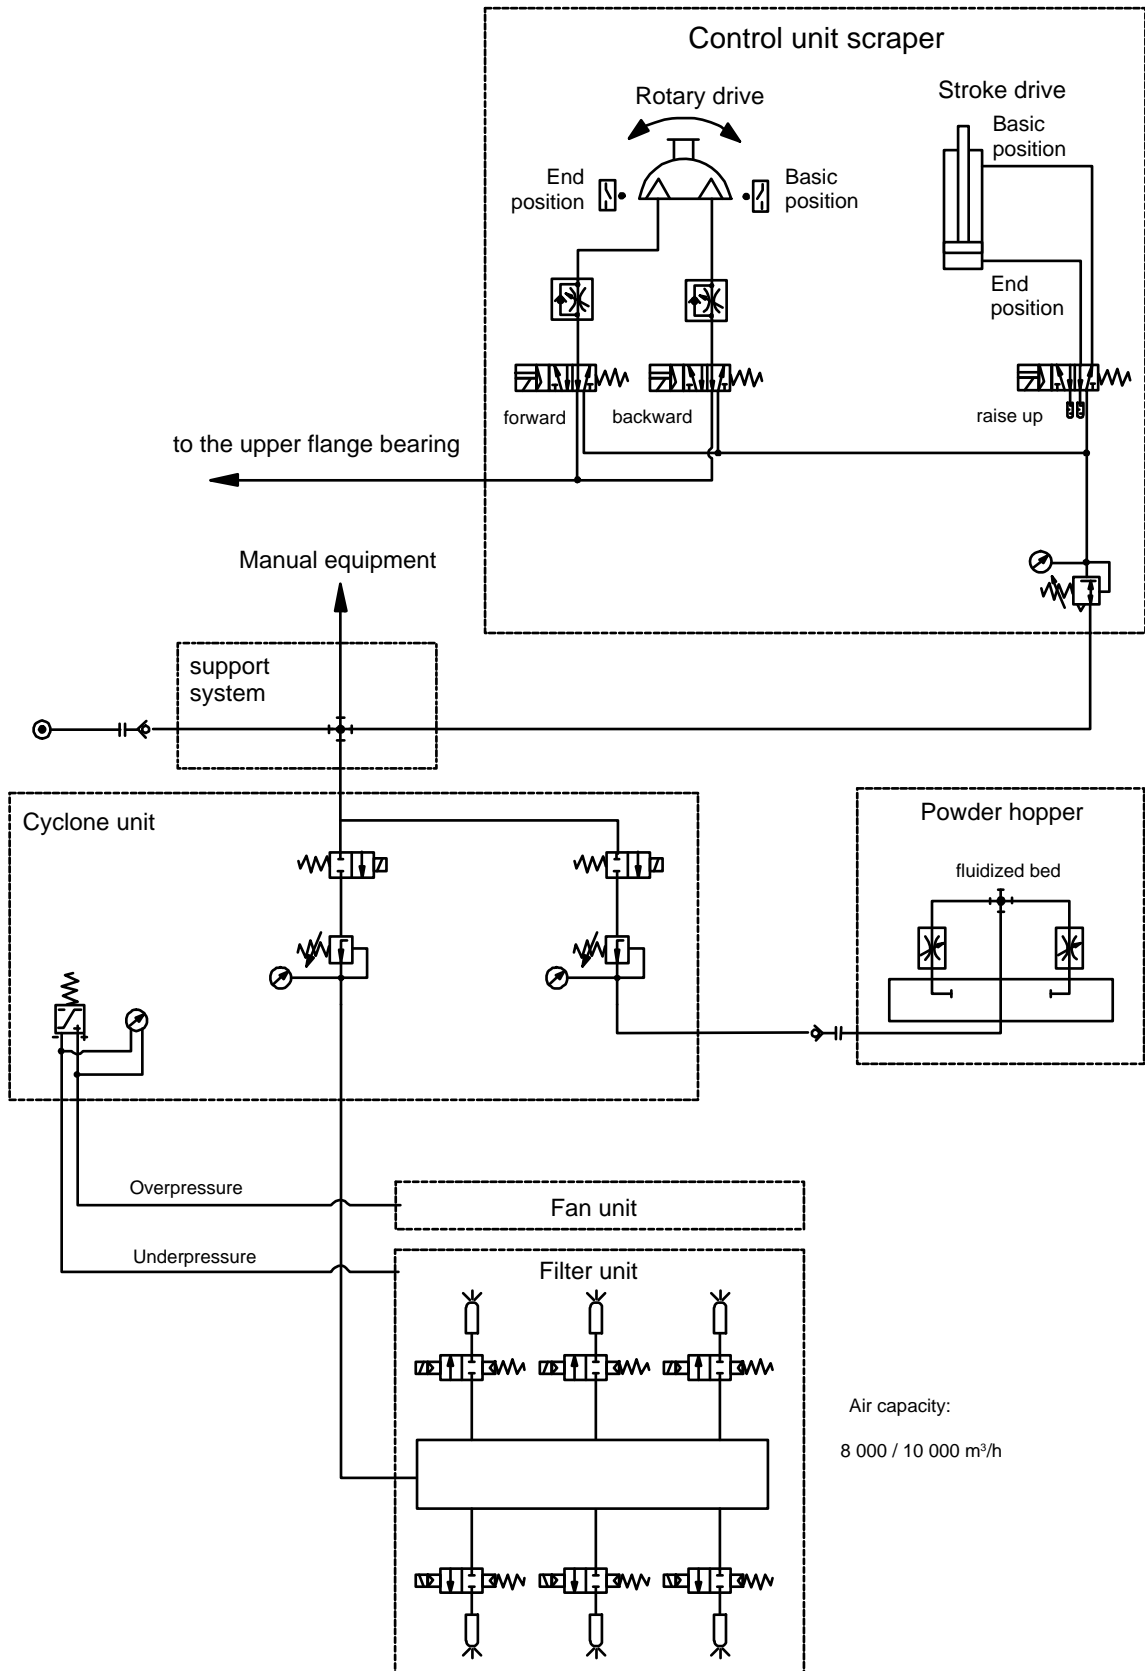 Control unit scraper
Rotary drive
Stroke drive
Basic
position
End
position
Basic
position
End
position
forward
backward
raise up
to the upper flange bearing
Manual equipment
support
system
Cyclone unit
Powder hopper
fluidized bed
- +
Overpressure
Fan unit
Underpressure
Filter unit
Air capacity:
8 000 / 10 000 m³/h